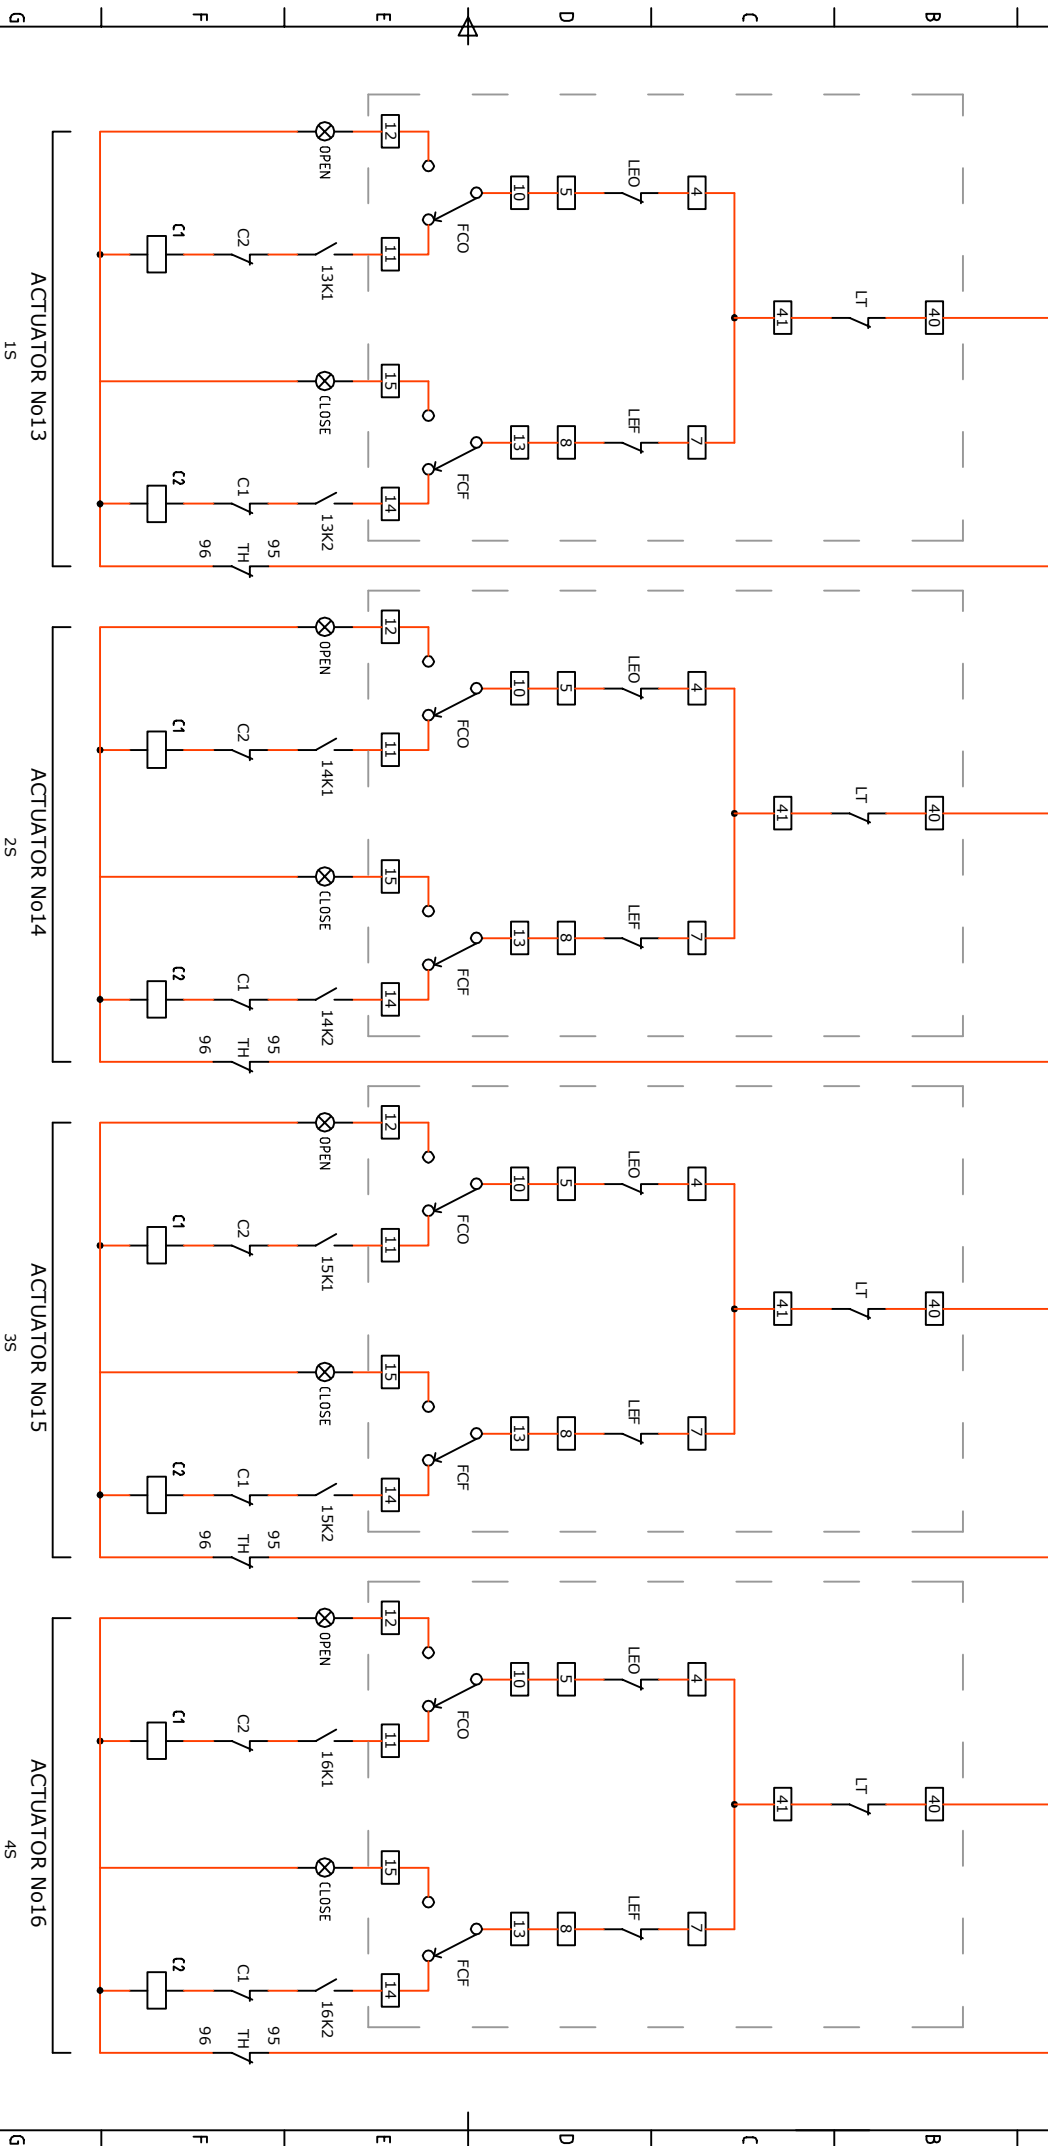 G F E D C B
12 OPEN
LEO
10 5 4
FCO
C1 C2 13K1 11
LT
41 40
15 CLOSE
LEF
13 8 7
FCF
C2 C1 13K2 14
96 TH 95
ACTUATOR No13
1S
12 OPEN
LEO
10 5 4
FCO
C1 C2 14K1 11
LT
41 40
15 CLOSE
LEF
13 8 7
FCF
C2 C1 14K2 14
96 TH 95
ACTUATOR No14
2S
12 OPEN
LEO
10 5 4
FCO
C1 C2 15K1 11
LT
41 40
15 CLOSE
LEF
13 8 7
FCF
C2 C1 15K2 14
96 TH 95
ACTUATOR No15
3S
12 OPEN
LEO
10 5 4
FCO
C1 C2 16K1 11
LT
41 40
15 CLOSE
LEF
13 8 7
FCF
C2 C1 16K2 14
96 TH 95
ACTUATOR No16
4S
G F E D C B